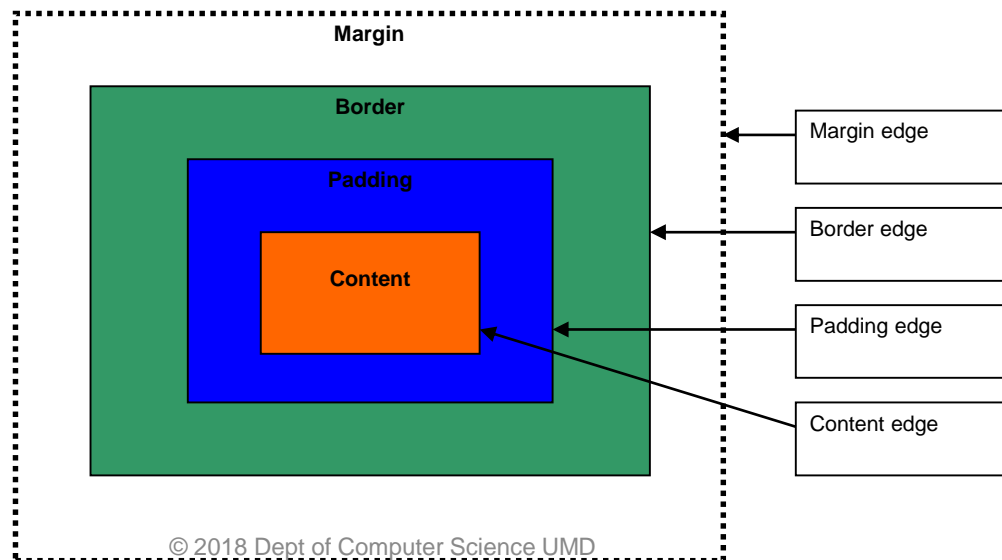 Margin
Border
Margin edge
Padding
Border edge
Content
Padding edge
Content edge
© 2018 Dept of Computer Science UMD